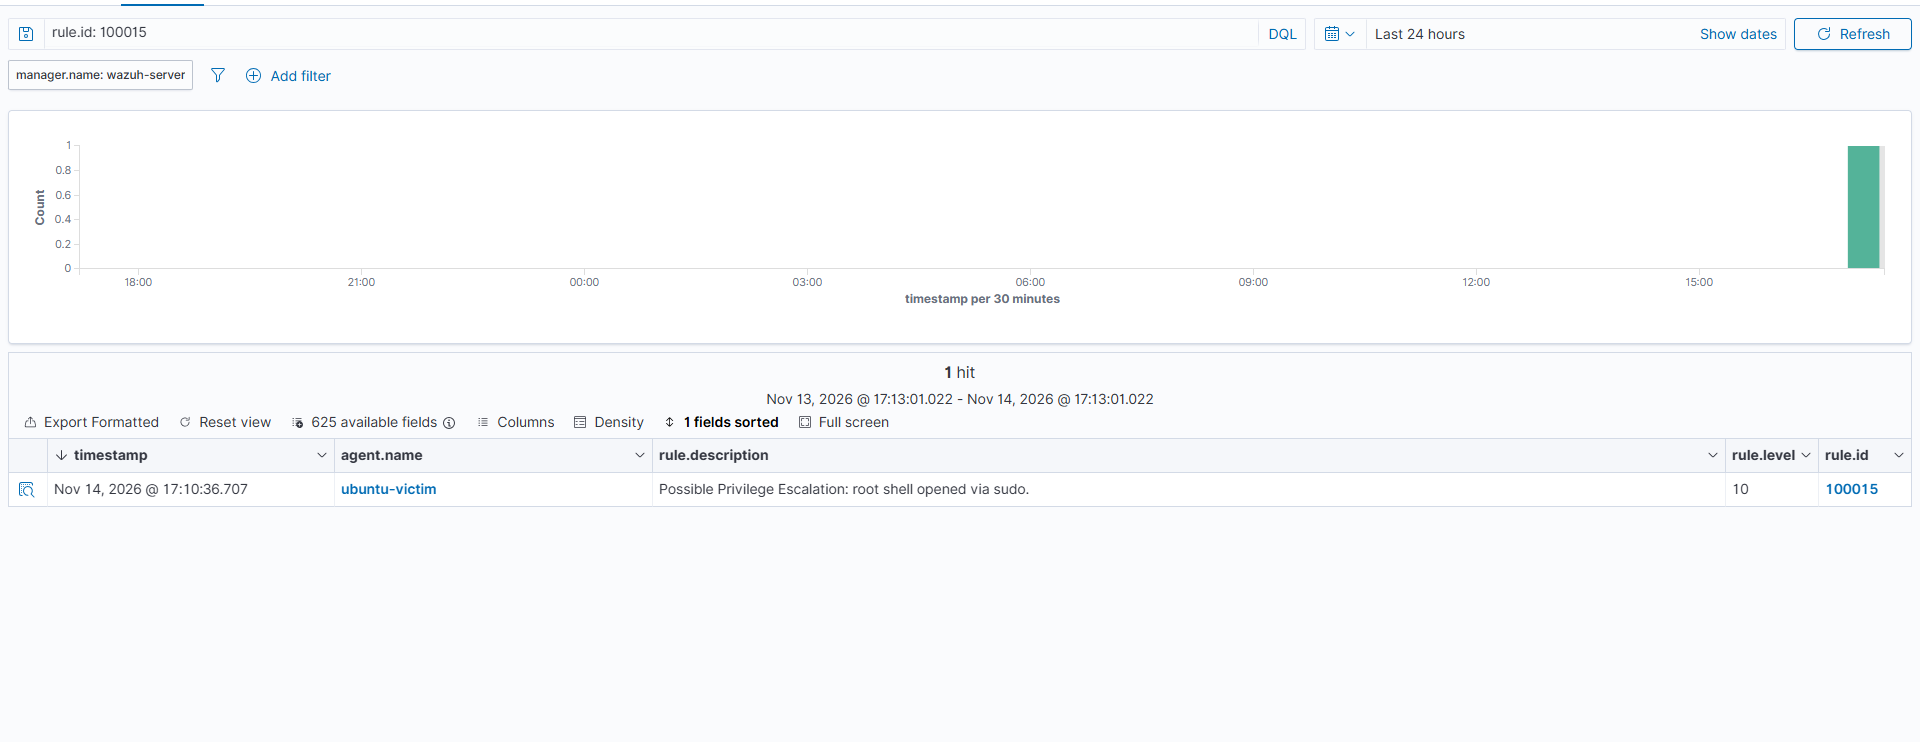 rule.id: 100015
DQL
Last 24 hours
Show dates
Refresh
manager.name: wazuh-server
Add filter
1
0.8
0.6
0.4
0.2
0
Count
18:00 21:00 00:00 03:00 06:00 09:00 12:00 15:00
timestamp per 30 minutes
1 hit
Nov 13, 2026 @ 17:13:01.022 - Nov 14, 2026 @ 17:13:01.022
Export Formatted Reset view 625 available fields Columns Density 1 fields sorted Full screen
timestamp agent.name rule.description rule.level rule.id
Nov 14, 2026 @ 17:10:36.707 ubuntu-victim Possible Privilege Escalation: root shell opened via sudo. 10 100015